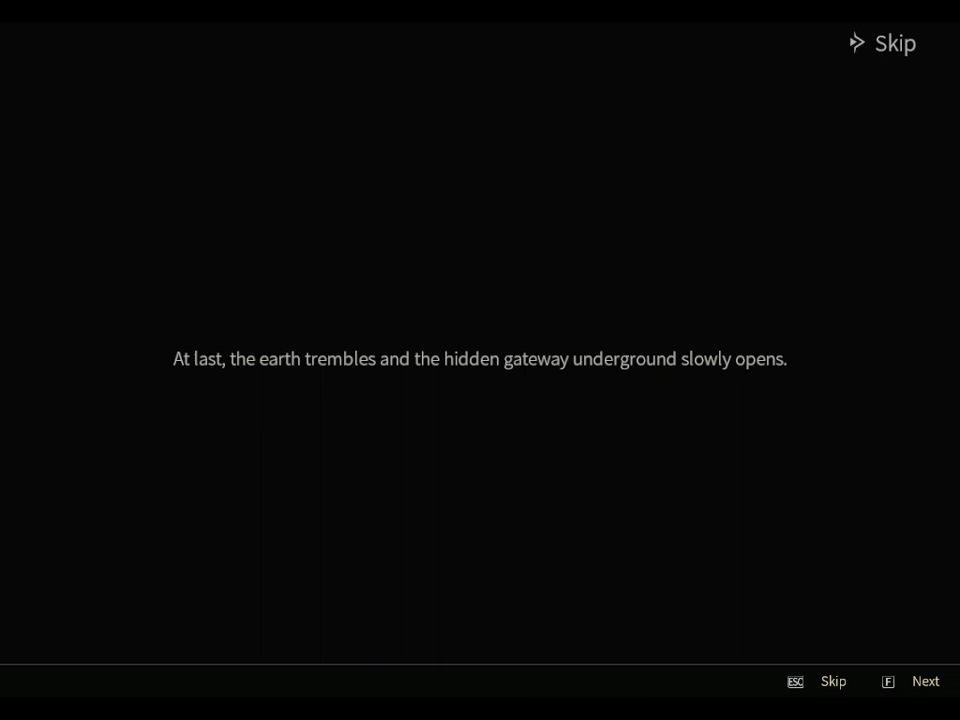 Skip
At last, the earth trembles and the hidden gateway underground slowly opens.
ESC Skip F Next